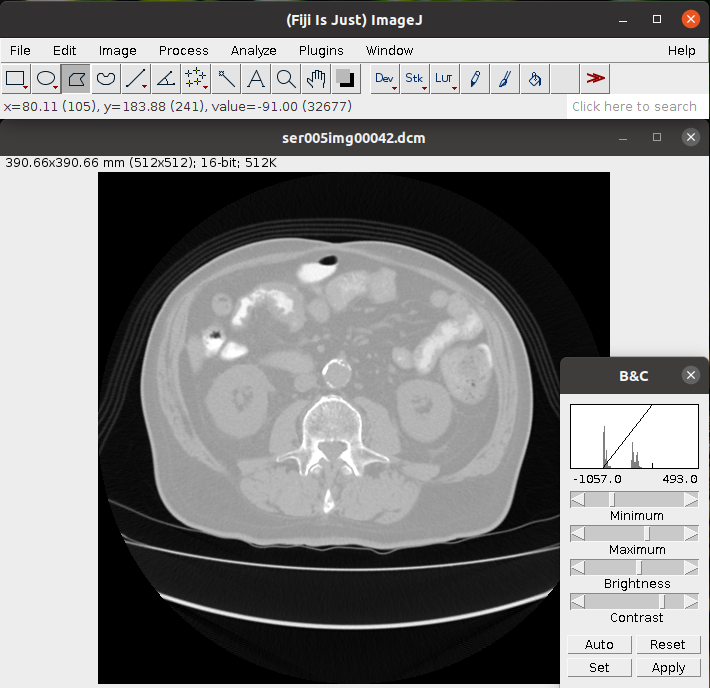 (Fiji Is Just) ImageJ
File Edit Image Process Analyze Plugins Window Help
A Dev Stk LUT
x=80.11 (105), y=183.88 (241), value=-91.00 (32677) Click here to search
ser005img00042.dcm
390.66x390.66 mm (512x512); 16-bit; 512K
B&C
-1057.0 493.0
Minimum
Maximum
Brightness
Contrast
Auto Reset
Set Apply